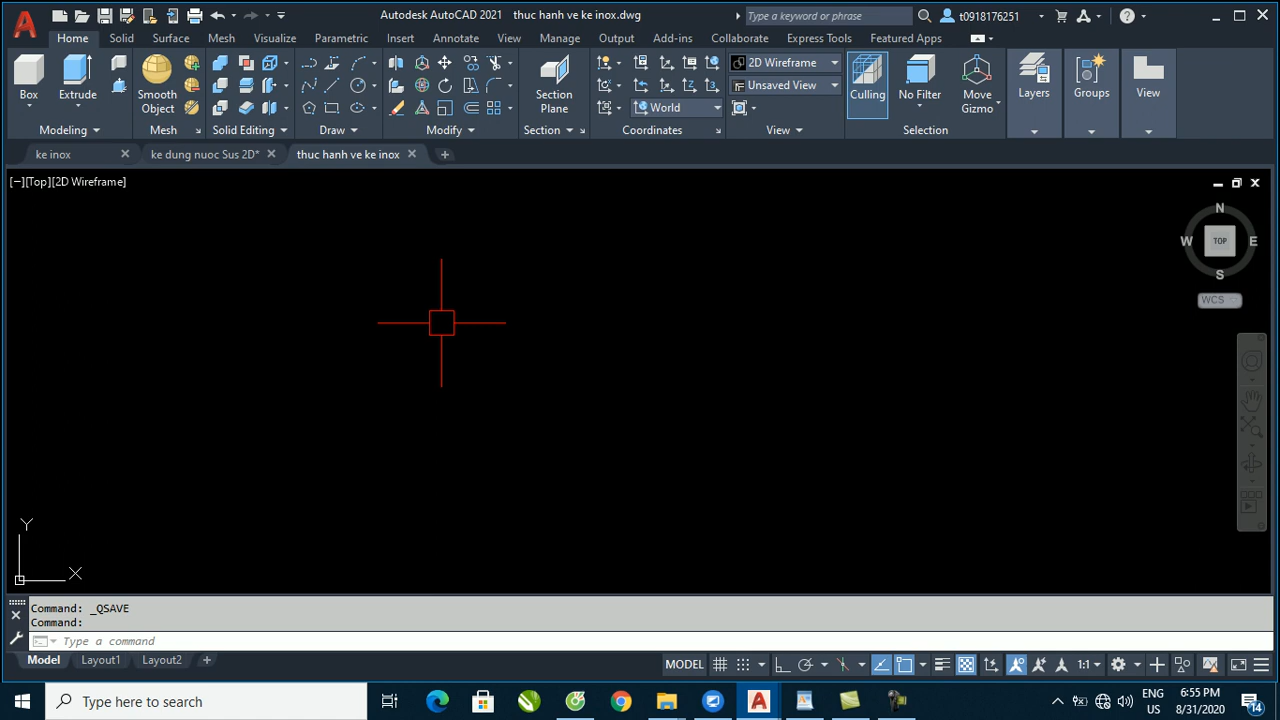 Autodesk AutoCAD 2021 thuc hanh ve ke inox.dwg Type a keyword or phrase t0918176251
Home Solid Surface Mesh Visualize Parametric Insert Annotate View Manage Output Add-ins Collaborate Express Tools Featured Apps
2D Wireframe
Unsaved View
World
Box Extrude Smooth Object Section Plane Culling No Filter Move Gizmo Layers Groups View
Modeling Mesh Solid Editing Draw Modify Section Coordinates View Selection
ke inox ke dung nuoc Sus 2D* thuc hanh ve ke inox
[−][Top][2D Wireframe]
N
W TOP E
S
WCS
Y
X
Command: _QSAVE
Command:
Type a command
Model Layout1 Layout2 MODEL 1:1
Type here to search
ENG
US
6:55 PM
8/31/2020
14